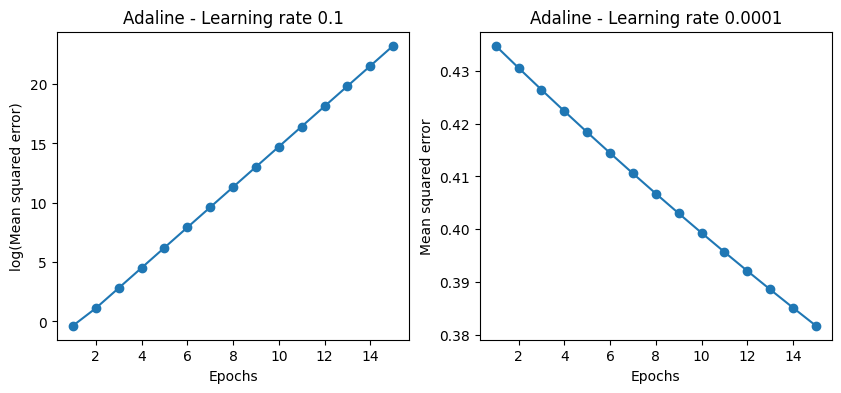 Adaline - Learning rate 0.1
log(Mean squared error)
20
15
10
5
0
2 4 6 8 10 12 14
Epochs
Adaline - Learning rate 0.0001
Mean squared error
0.43
0.42
0.41
0.40
0.39
0.38
2 4 6 8 10 12 14
Epochs